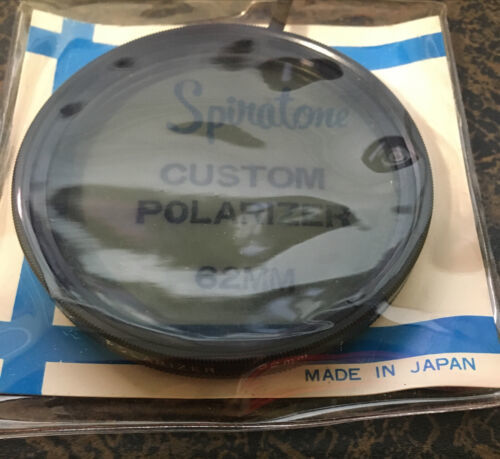 Spiratone
CUSTOM
POLARIZER
62MM
MADE IN JAPAN